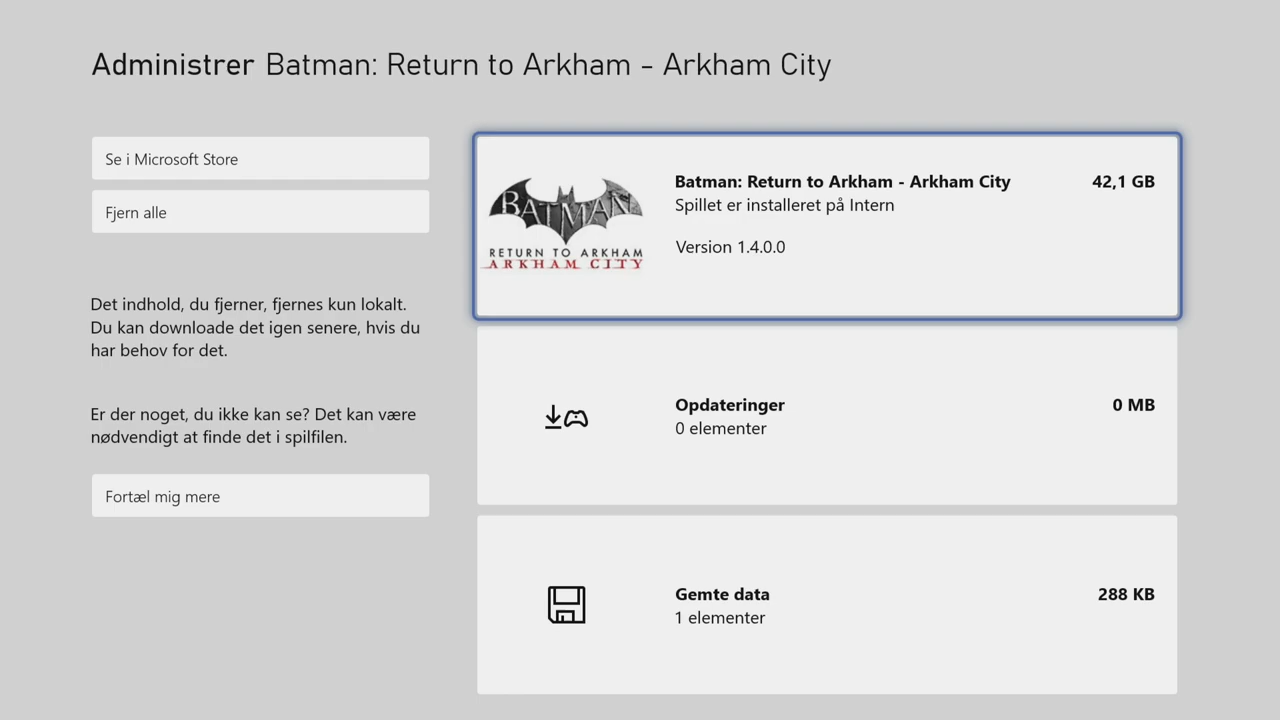 Administrer Batman: Return to Arkham - Arkham City
Se i Microsoft Store
Fjern alle
Det indhold, du fjerner, fjernes kun lokalt.
Du kan downloade det igen senere, hvis du
har behov for det.
Er der noget, du ikke kan se? Det kan være
nødvendigt at finde det i spilfilen.
Fortæl mig mere
BATMAN
RETURN TO ARKHAM
ARKHAM CITY
Batman: Return to Arkham - Arkham City 42,1 GB
Spillet er installeret på Intern
Version 1.4.0.0
Opdateringer 0 MB
0 elementer
Gemte data 288 KB
1 elementer